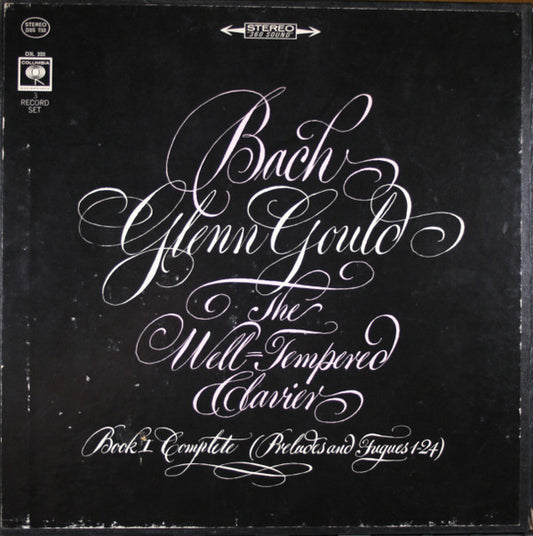 STEREO
D3S 733
STEREO
"360 SOUND"
D3L 333
COLUMBIA
3
RECORD
SET
Bach
Glenn Gould
The
Well-Tempered
Clavier
Book I Complete (Preludes and Fugues 1-24)